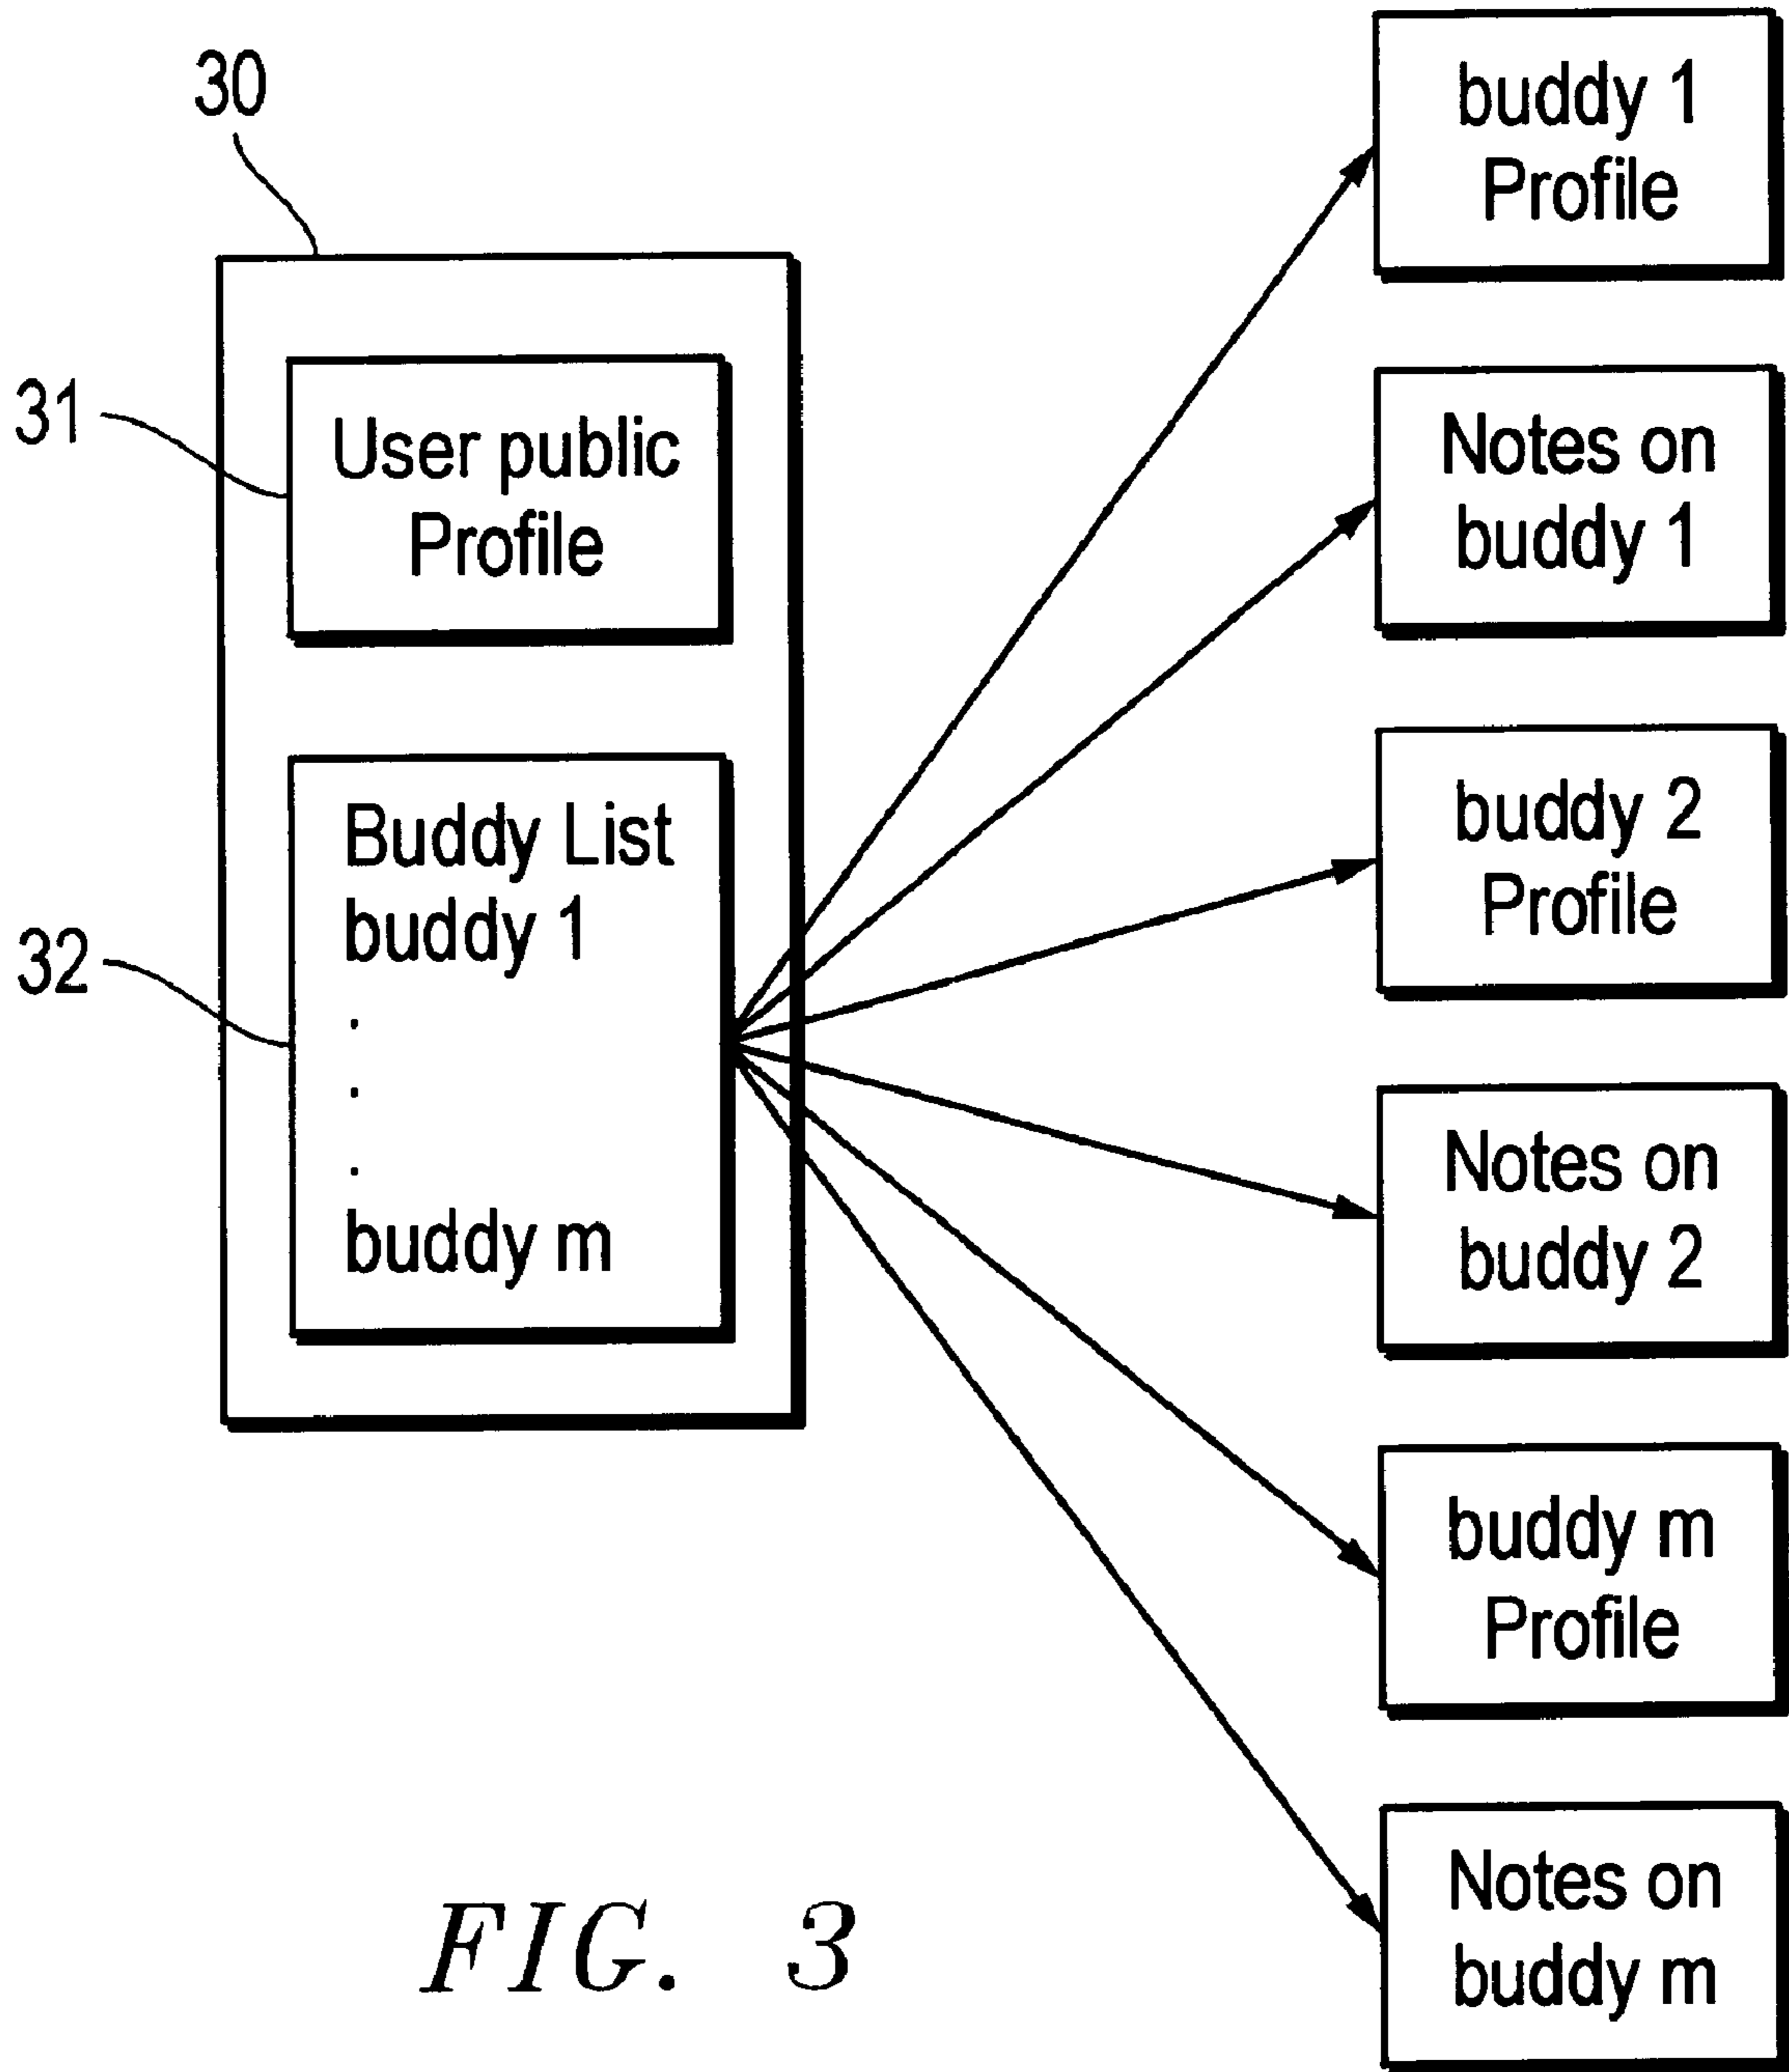 30
31
User public
Profile
32
Buddy List
buddy 1
.
.
.
buddy m
buddy 1
Profile
Notes on
buddy 1
buddy 2
Profile
Notes on
buddy 2
buddy m
Profile
Notes on
buddy m
FIG. 3